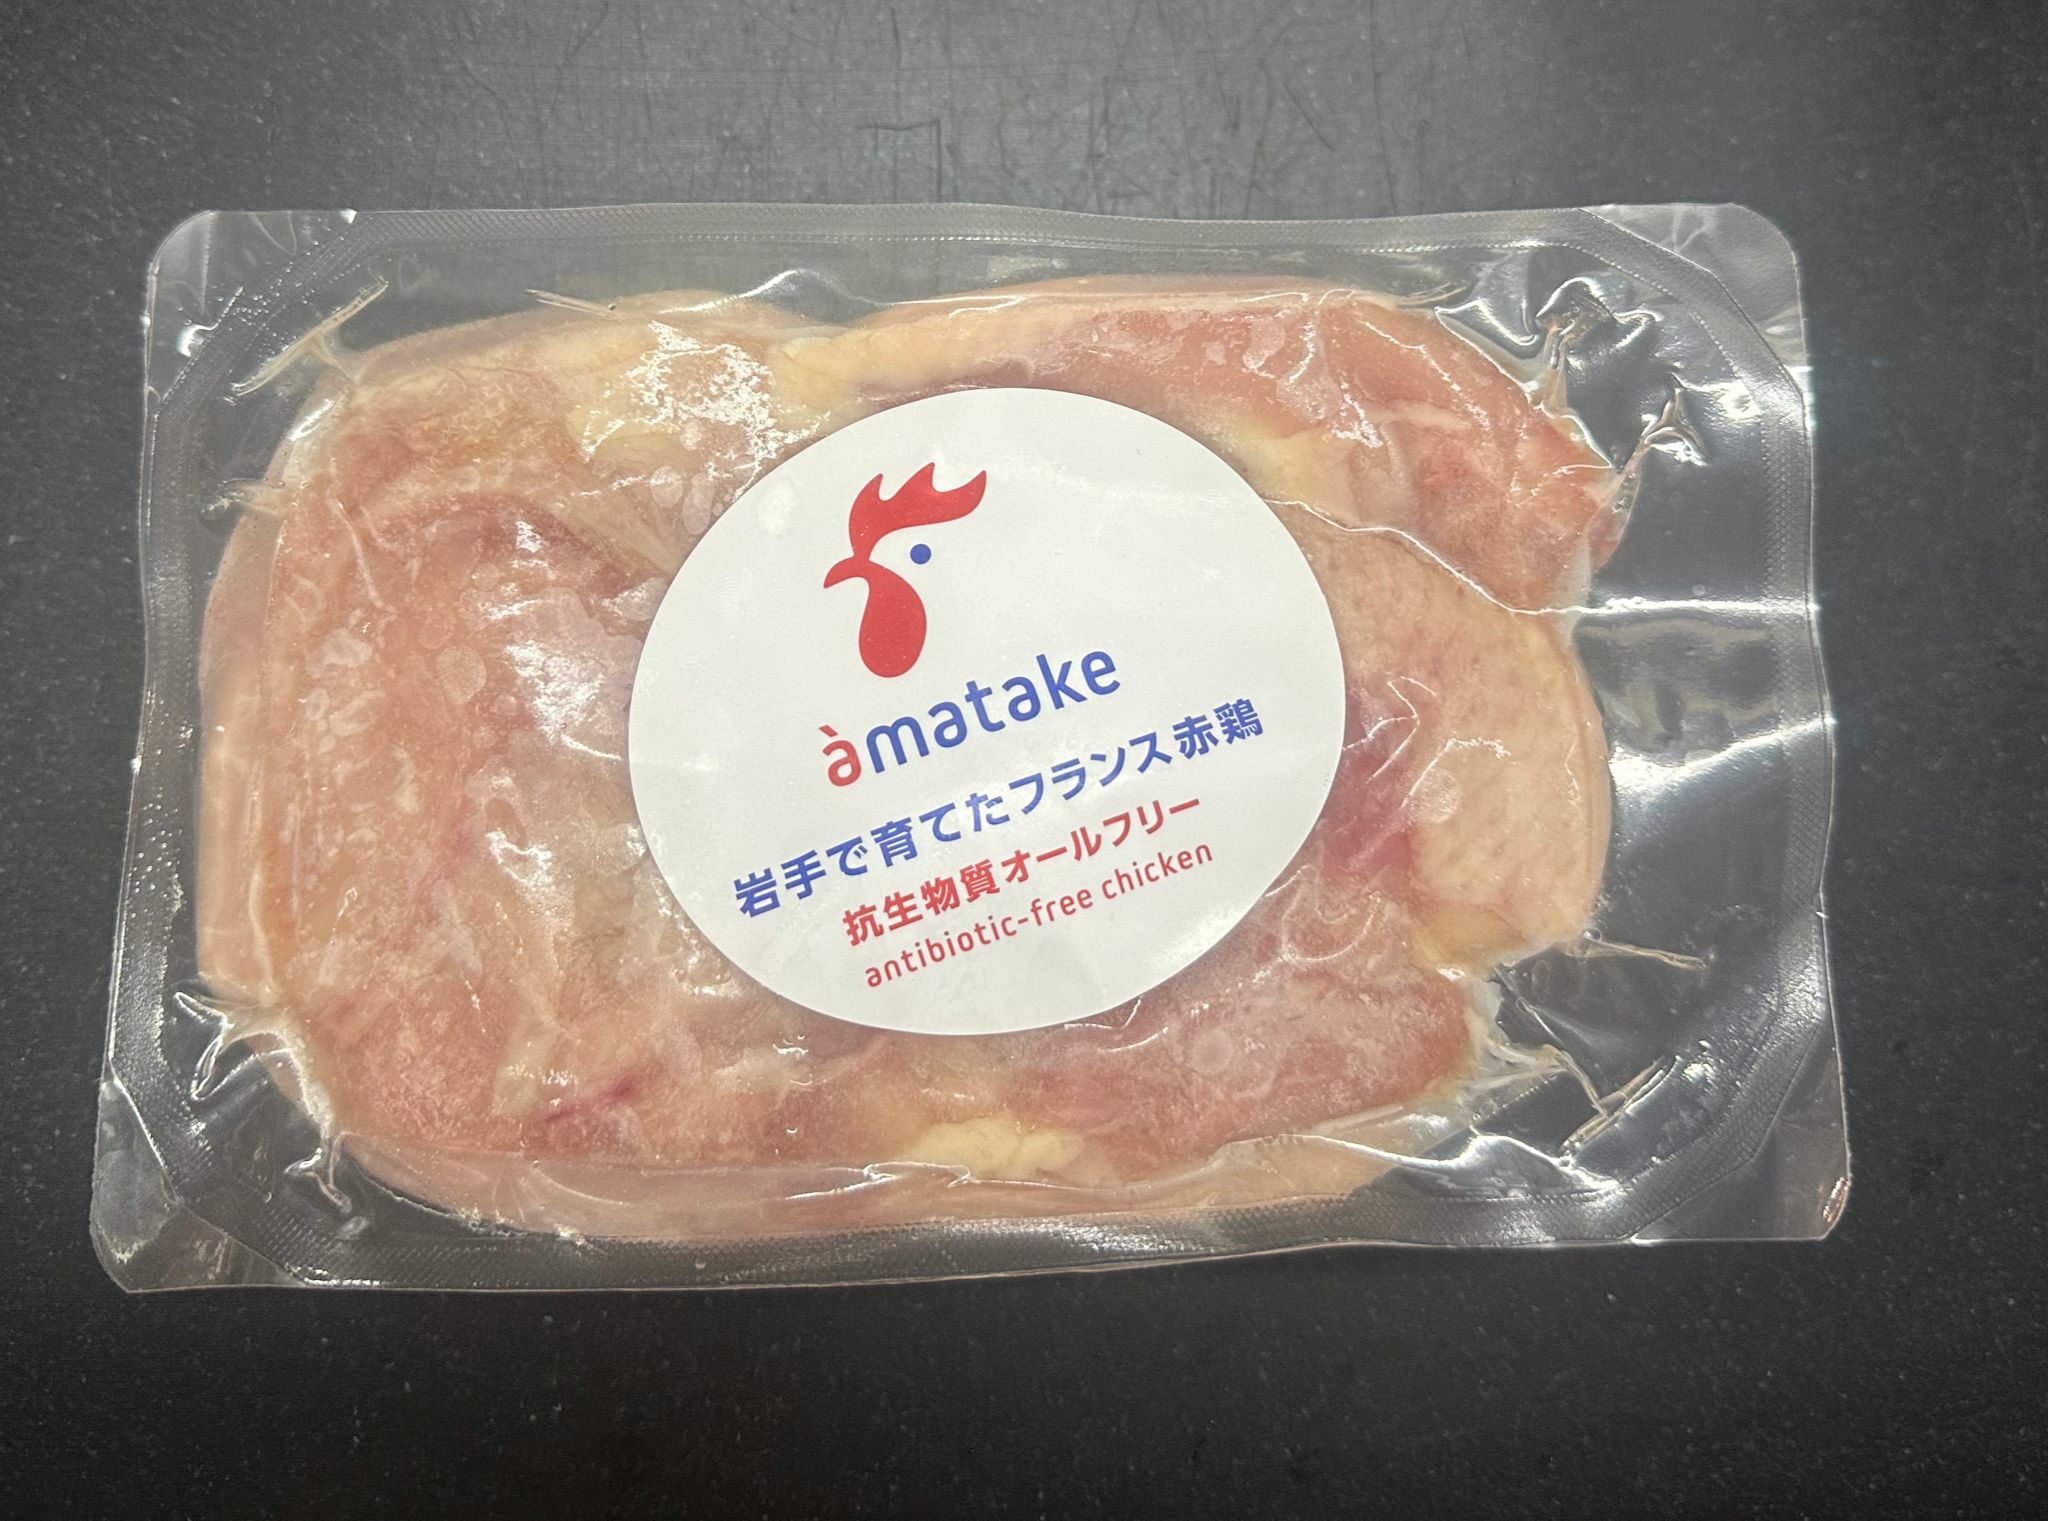 àmatake
岩手で育てたフランス赤鶏
抗生物質オールフリー
antibiotic-free chicken